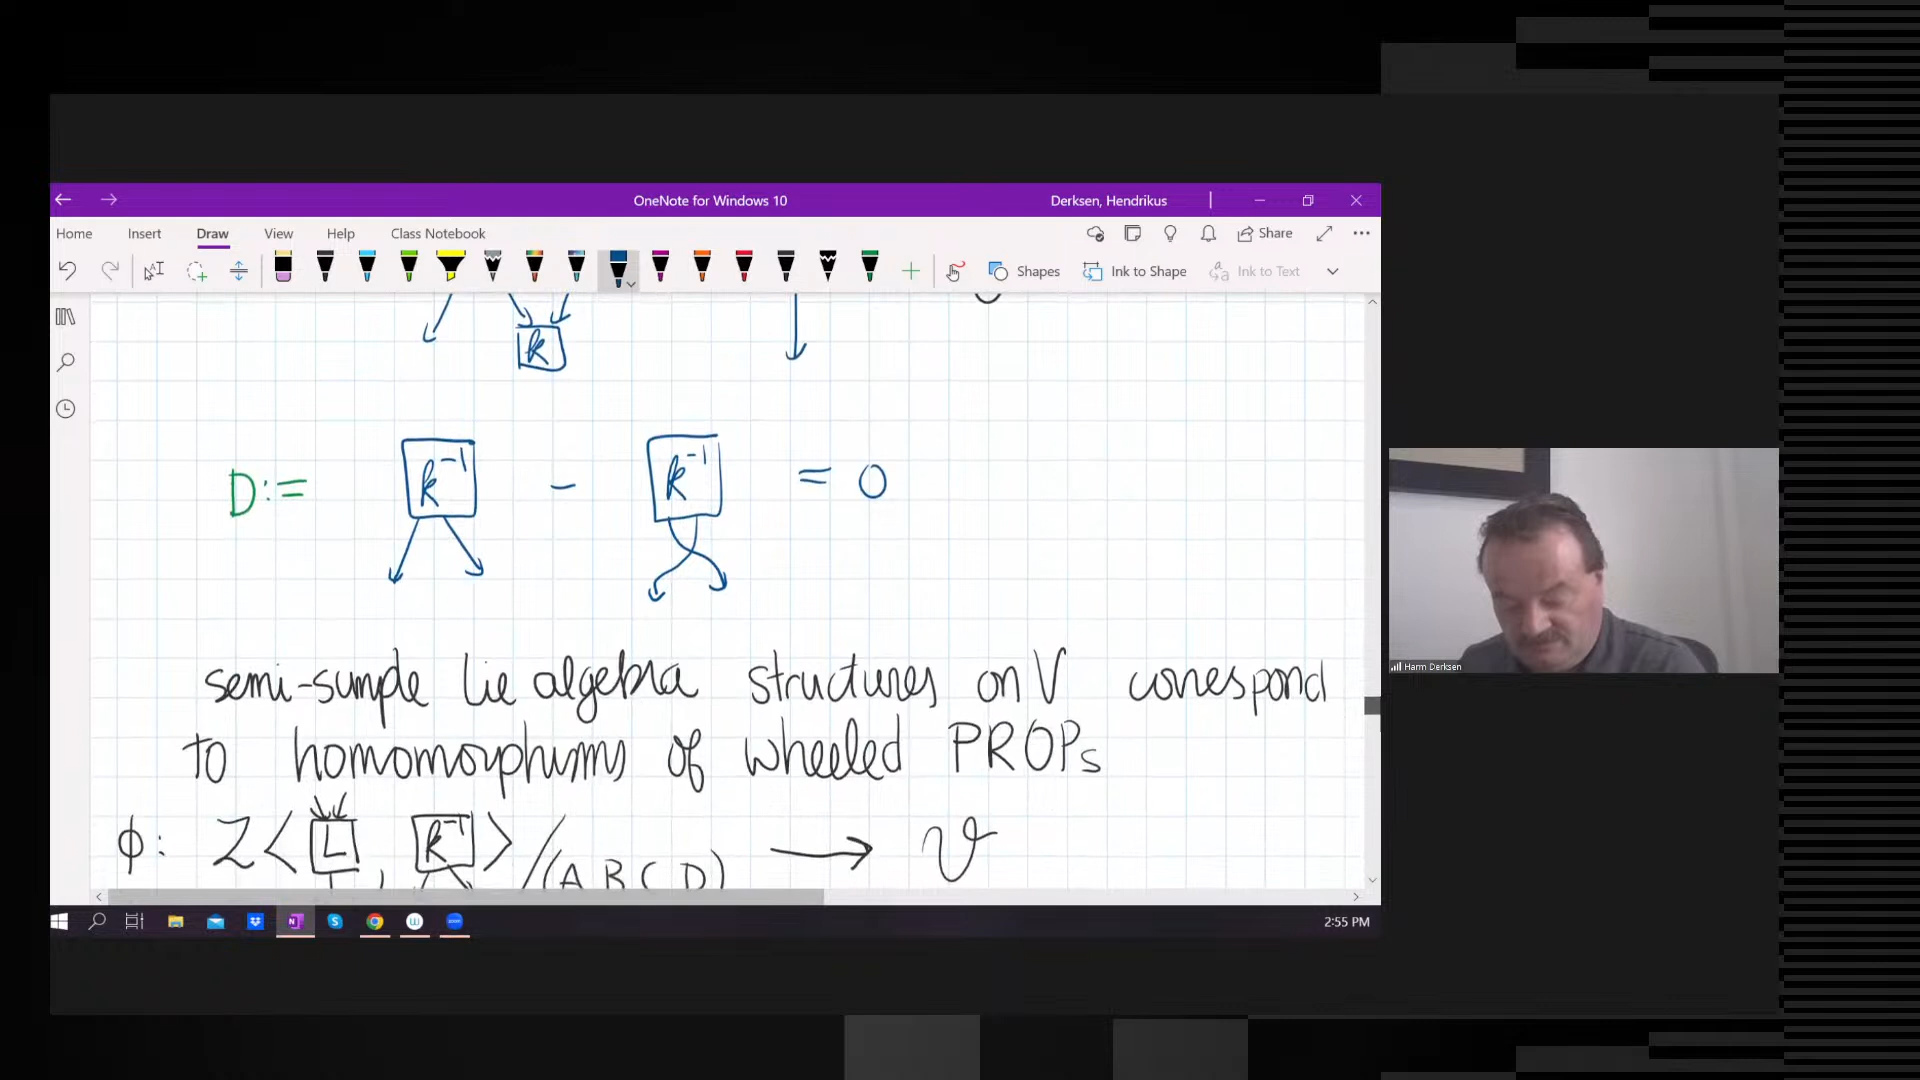 OneNote for Windows 10
Derksen, Hendrikus
Home Insert Draw View Help Class Notebook
Share
Shapes Ink to Shape Ink to Text
k
D := k⁻¹ - k⁻¹ = 0
semi-simple Lie algebra structures on V correspond
to homomorphisms of wheeled PROPs
ϕ: Z⟨ L , k⁻¹ ⟩/(A B C D) → 𝒱
Harm Derksen
2:55 PM